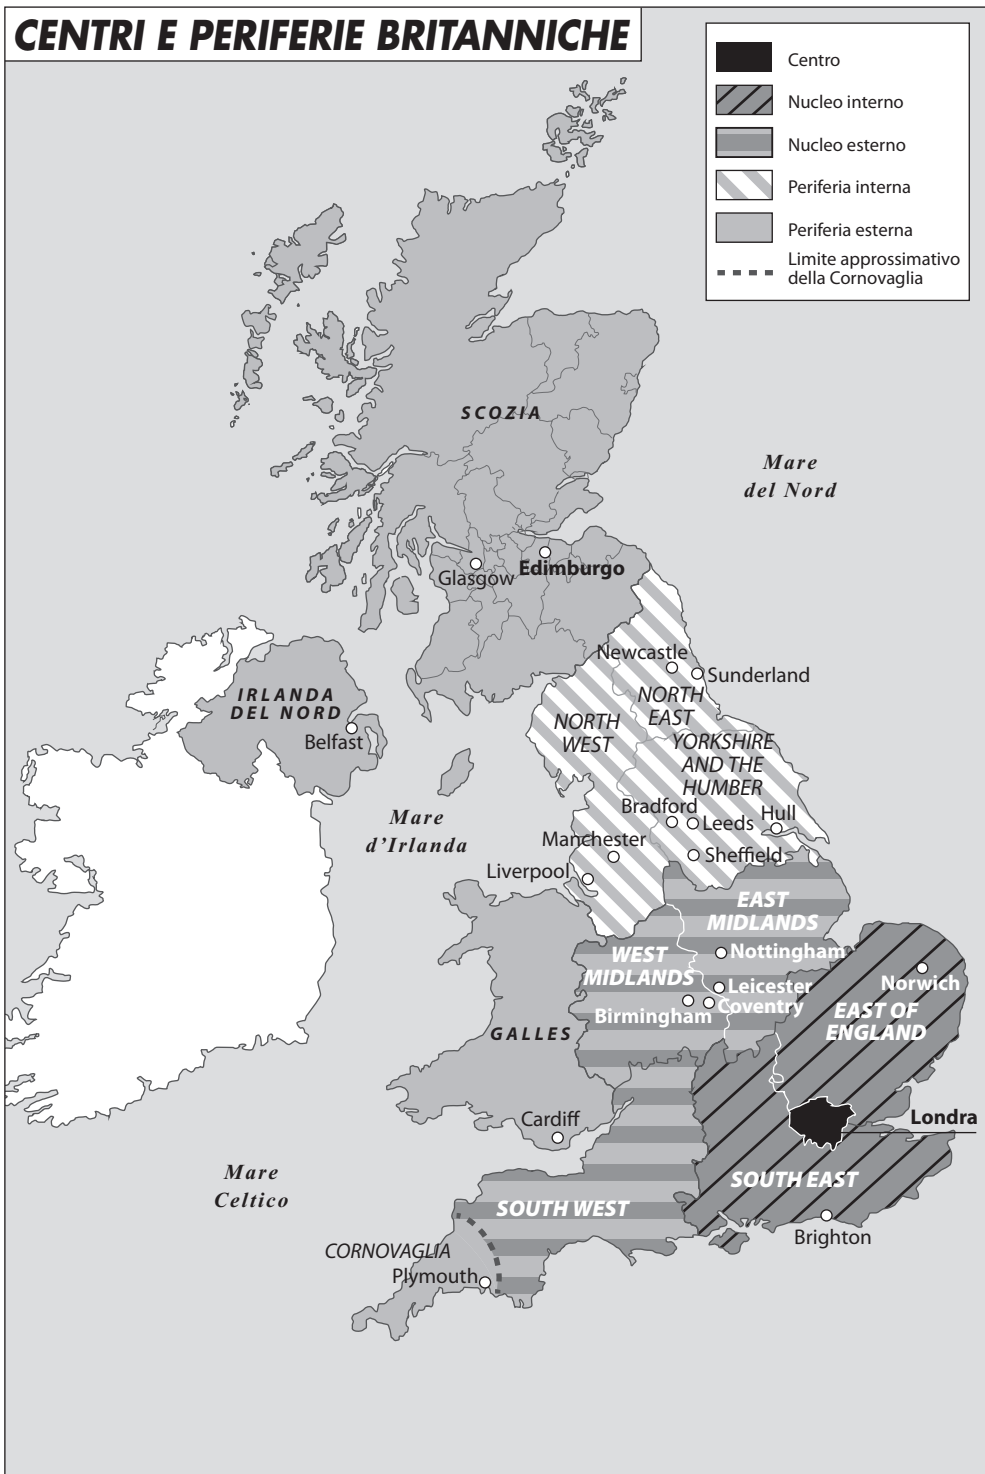 CENTRI E PERIFERIE BRITANNICHE
Centro
Nucleo interno
Nucleo esterno
Periferia interna
Periferia esterna
Limite approssimativo
della Cornovaglia
SCOZIA
Mare
del Nord
Glasgow
Edimburgo
Newcastle
Sunderland
IRLANDA
DEL NORD
Belfast
NORTH
EAST
NORTH
WEST
YORKSHIRE
AND THE
HUMBER
Mare
d'Irlanda
Bradford
Leeds
Hull
Manchester
Sheffield
Liverpool
EAST
MIDLANDS
WEST
MIDLANDS
Nottingham
Leicester
Coventry
Birmingham
Norwich
EAST OF
ENGLAND
GALLES
Cardiff
Londra
Mare
Celtico
SOUTH EAST
SOUTH WEST
Brighton
CORNOVAGLIA
Plymouth